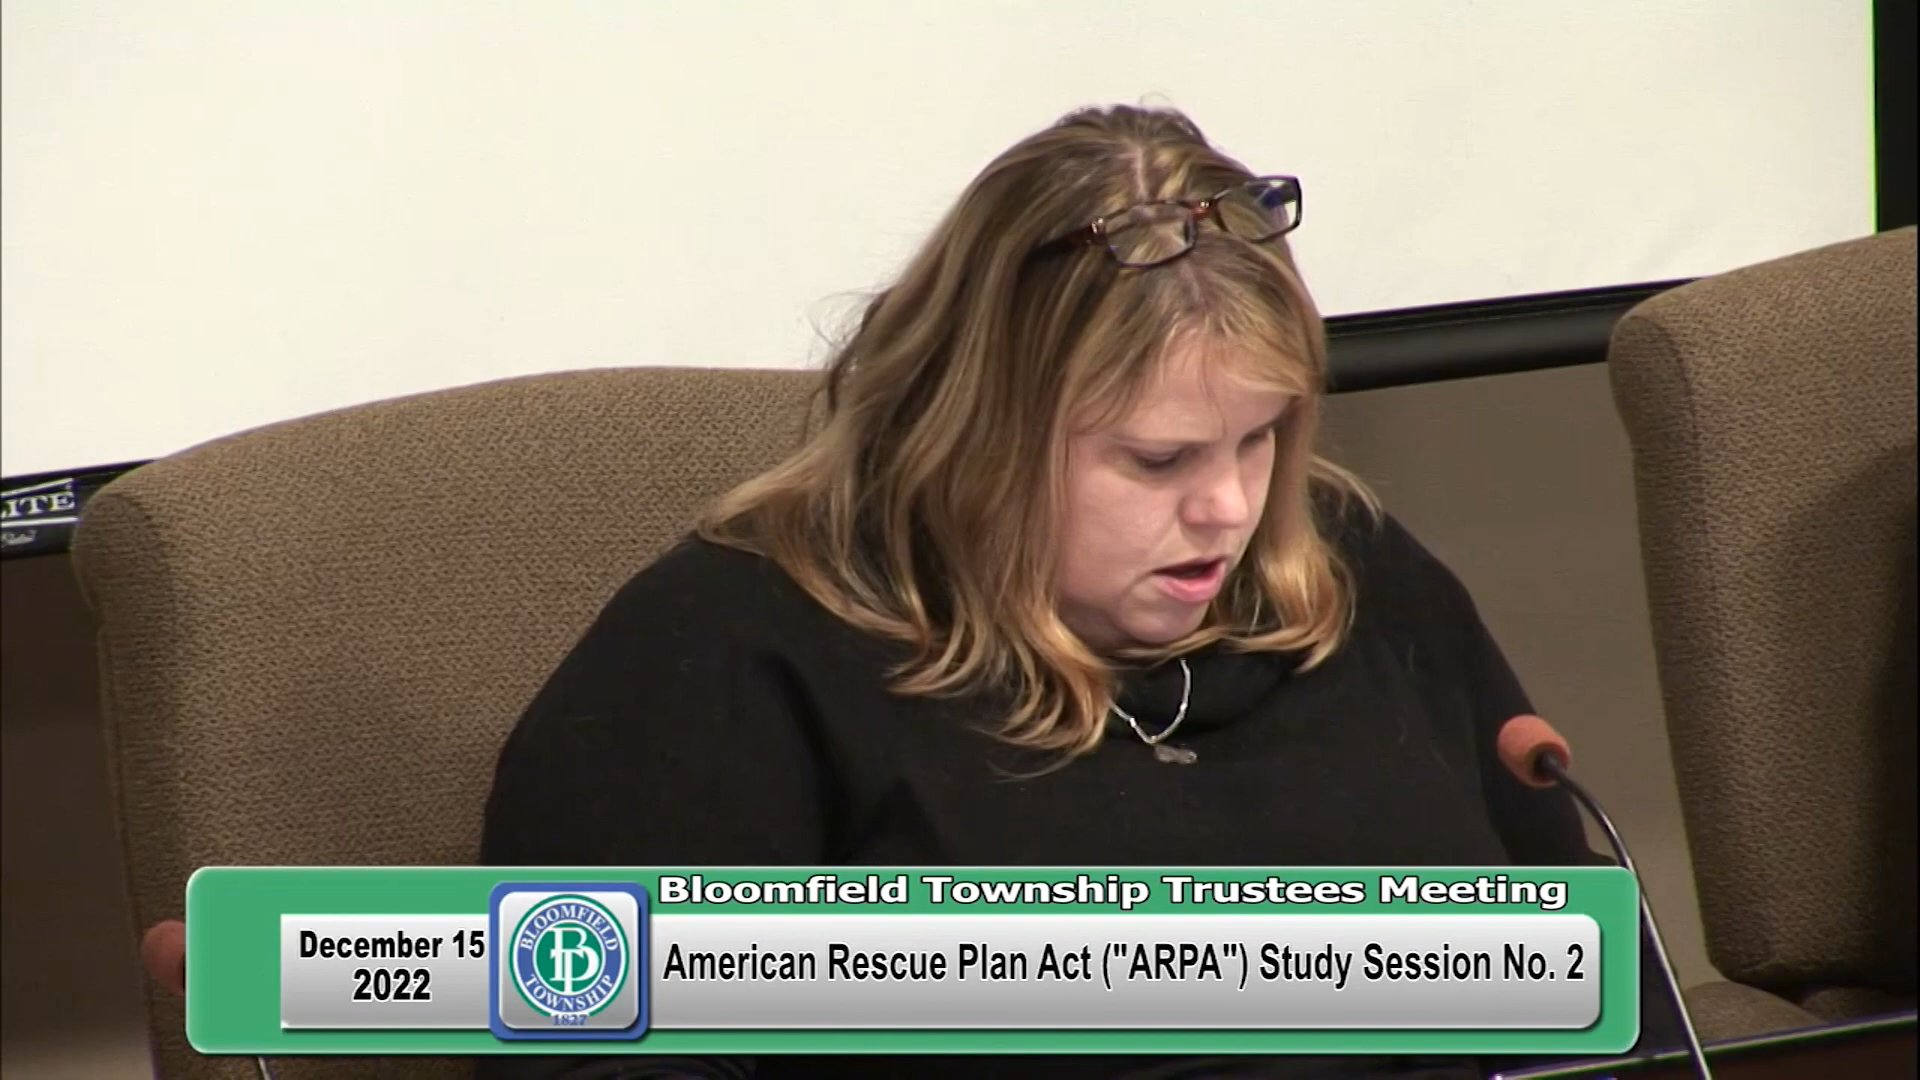 LITE
Bloomfield Township Trustees Meeting
December 15
2022
BLOOMFIELD
TOWNSHIP
1827
American Rescue Plan Act ("ARPA") Study Session No. 2